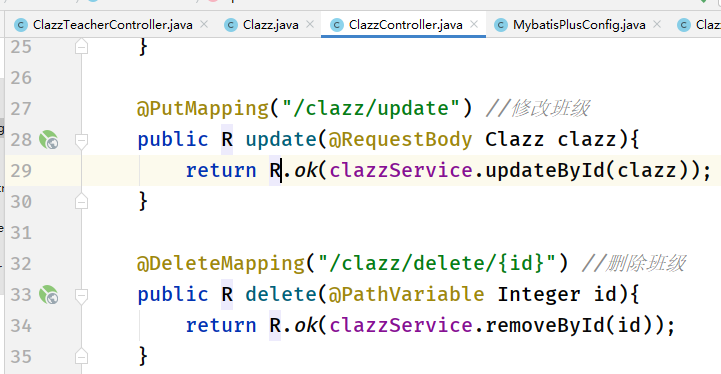 ClazzTeacherController.java Clazz.java ClazzController.java MybatisPlusConfig.java Claz
25 }
26
27 @PutMapping("/clazz/update") //修改班级
28 public R update(@RequestBody Clazz clazz){
29 return R.ok(clazzService.updateById(clazz));
30 }
31
32 @DeleteMapping("/clazz/delete/{id}") //删除班级
33 public R delete(@PathVariable Integer id){
34 return R.ok(clazzService.removeById(id));
35 }